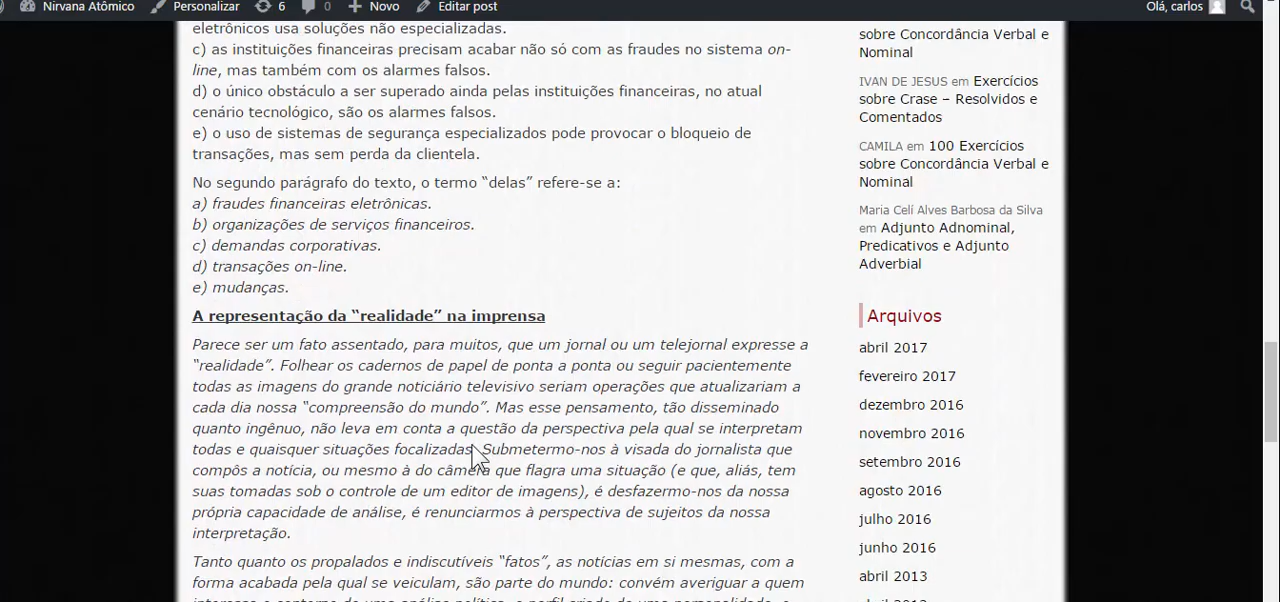 Nirvana Atômico Personalizar 6 0 Novo Editar post Olá, carlos
eletrônicos usa soluções não especializadas.
c) as instituições financeiras precisam acabar não só com as fraudes no sistema on-
line, mas também com os alarmes falsos.
d) o único obstáculo a ser superado ainda pelas instituições financeiras, no atual
cenário tecnológico, são os alarmes falsos.
e) o uso de sistemas de segurança especializados pode provocar o bloqueio de
transações, mas sem perda da clientela.
No segundo parágrafo do texto, o termo “delas” refere-se a:
a) fraudes financeiras eletrônicas.
b) organizações de serviços financeiros.
c) demandas corporativas.
d) transações on-line.
e) mudanças.
A representação da “realidade” na imprensa
Parece ser um fato assentado, para muitos, que um jornal ou um telejornal expresse a
“realidade”. Folhear os cadernos de papel de ponta a ponta ou seguir pacientemente
todas as imagens do grande noticiário televisivo seriam operações que atualizariam a
cada dia nossa “compreensão do mundo”. Mas esse pensamento, tão disseminado
quanto ingênuo, não leva em conta a questão da perspectiva pela qual se interpretam
todas e quaisquer situações focalizadas. Submetermo-nos à visada do jornalista que
compôs a notícia, ou mesmo à do câmera que flagra uma situação (e que, aliás, tem
suas tomadas sob o controle de um editor de imagens), é desfazermo-nos da nossa
própria capacidade de análise, é renunciarmos à perspectiva de sujeitos da nossa
interpretação.
Tanto quanto os propalados e indiscutíveis “fatos”, as notícias em si mesmas, com a
forma acabada pela qual se veiculam, são parte do mundo: convém averiguar a quem
sobre Concordância Verbal e
Nominal
IVAN DE JESUS em Exercícios
sobre Crase – Resolvidos e
Comentados
CAMILA em 100 Exercícios
sobre Concordância Verbal e
Nominal
Maria Celí Alves Barbosa da Silva
em Adjunto Adnominal,
Predicativos e Adjunto
Adverbial
Arquivos
abril 2017
fevereiro 2017
dezembro 2016
novembro 2016
setembro 2016
agosto 2016
julho 2016
junho 2016
abril 2013